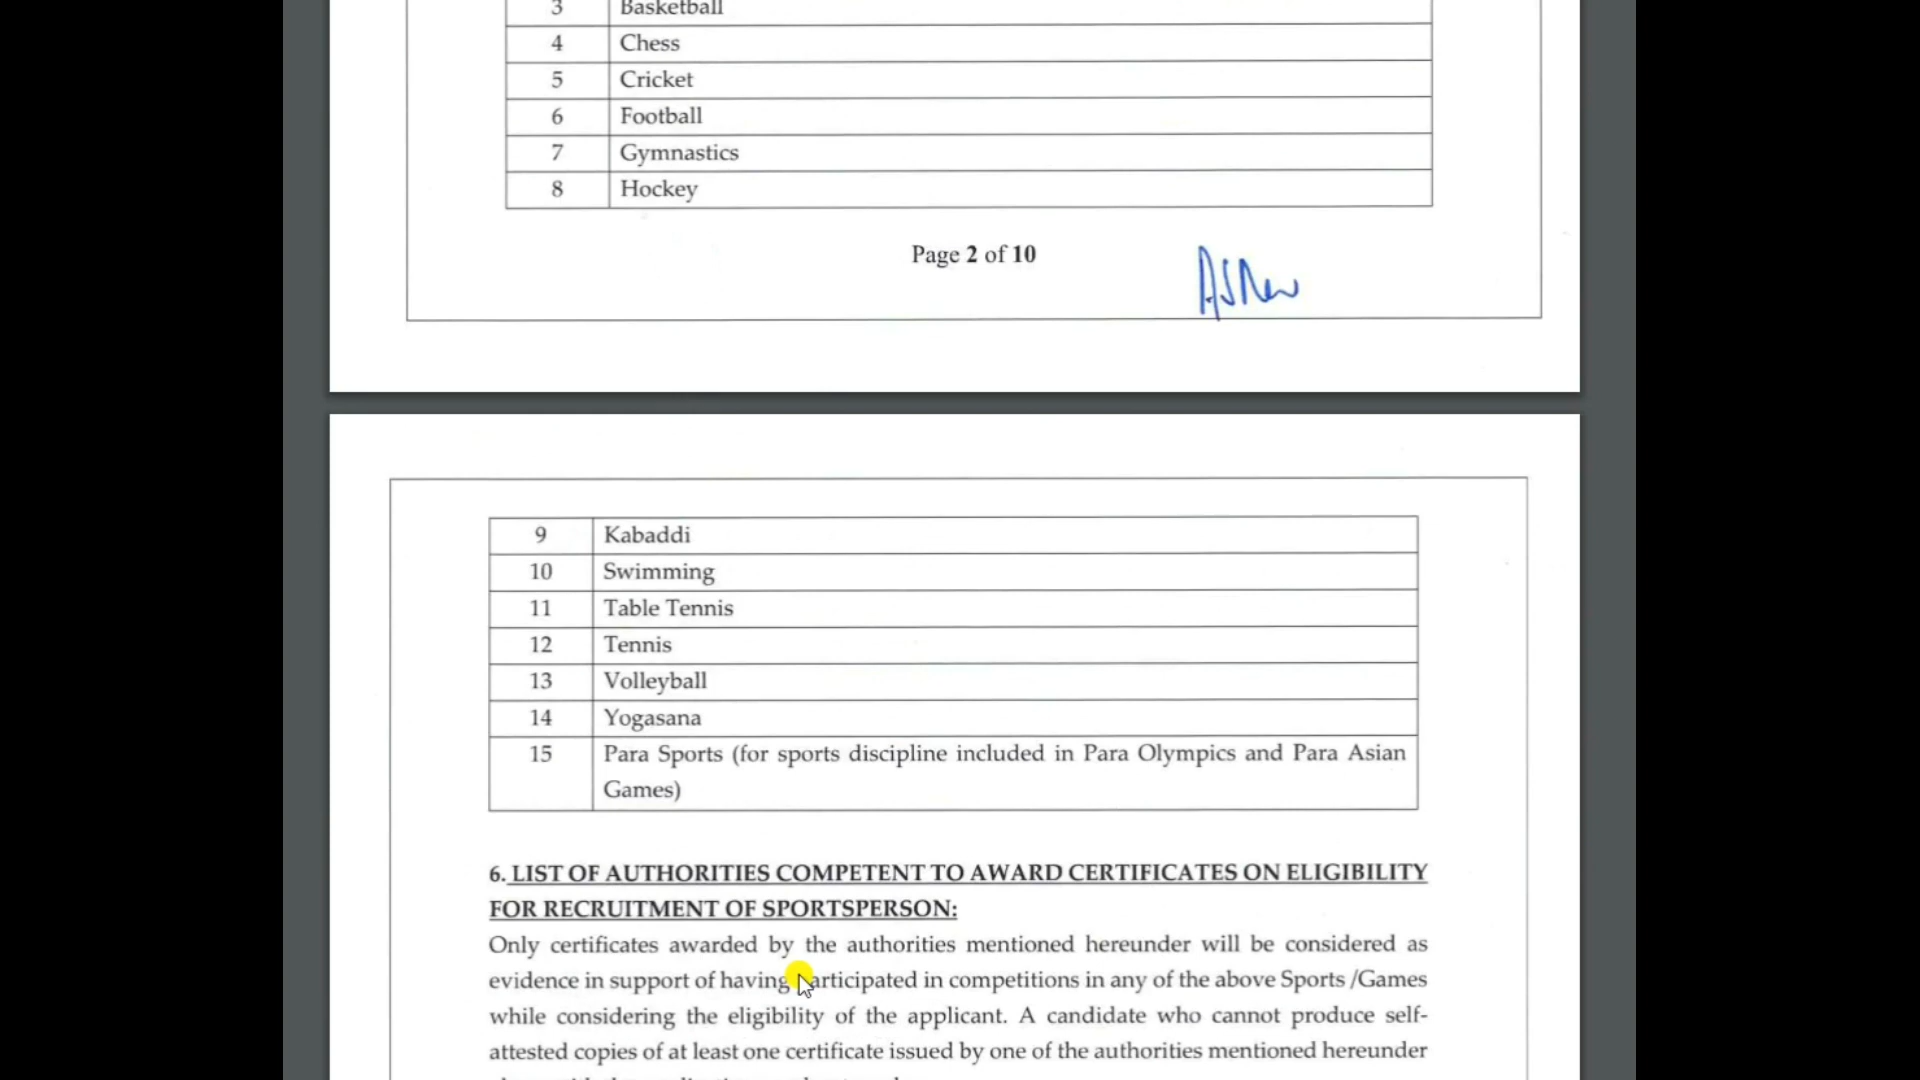 3 Basketball
4 Chess
5 Cricket
6 Football
7 Gymnastics
8 Hockey
Page 2 of 10
9 Kabaddi
10 Swimming
11 Table Tennis
12 Tennis
13 Volleyball
14 Yogasana
15 Para Sports (for sports discipline included in Para Olympics and Para Asian
Games)
6. LIST OF AUTHORITIES COMPETENT TO AWARD CERTIFICATES ON ELIGIBILITY
FOR RECRUITMENT OF SPORTSPERSON:
Only certificates awarded by the authorities mentioned hereunder will be considered as
evidence in support of having participated in competitions in any of the above Sports /Games
while considering the eligibility of the applicant. A candidate who cannot produce self-
attested copies of at least one certificate issued by one of the authorities mentioned hereunder